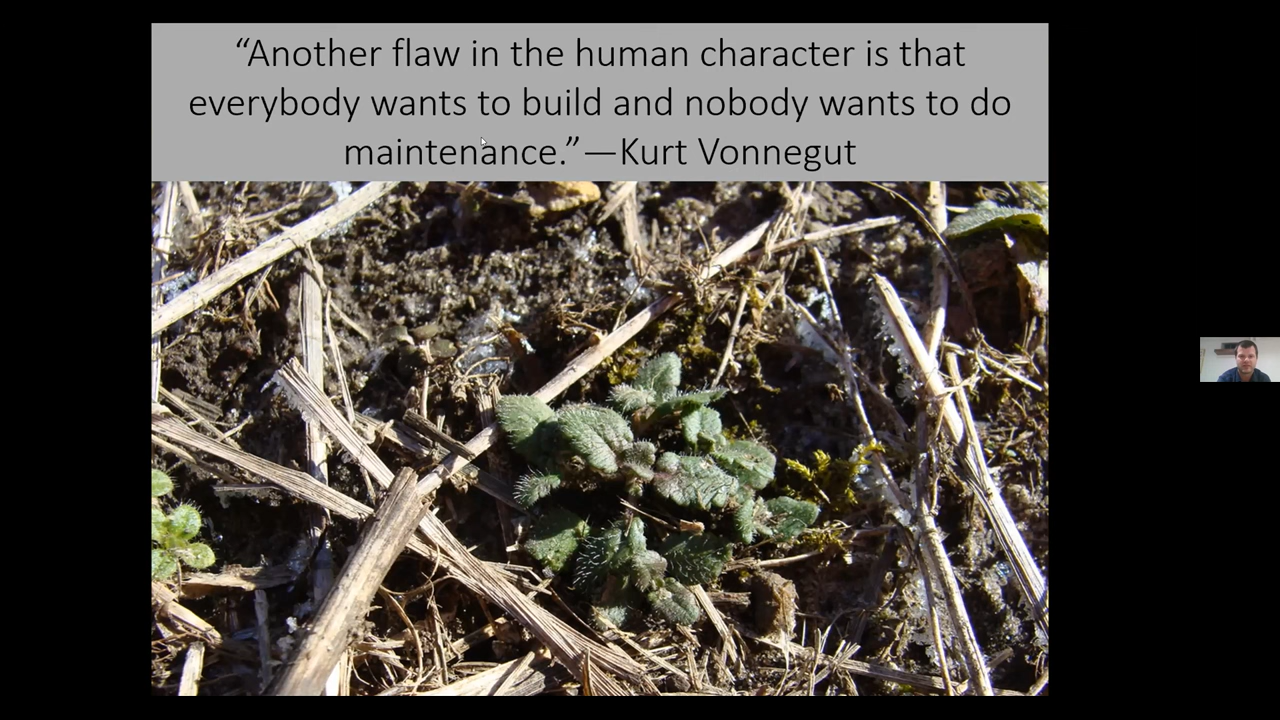 “Another flaw in the human character is that
everybody wants to build and nobody wants to do
maintenance.”—Kurt Vonnegut